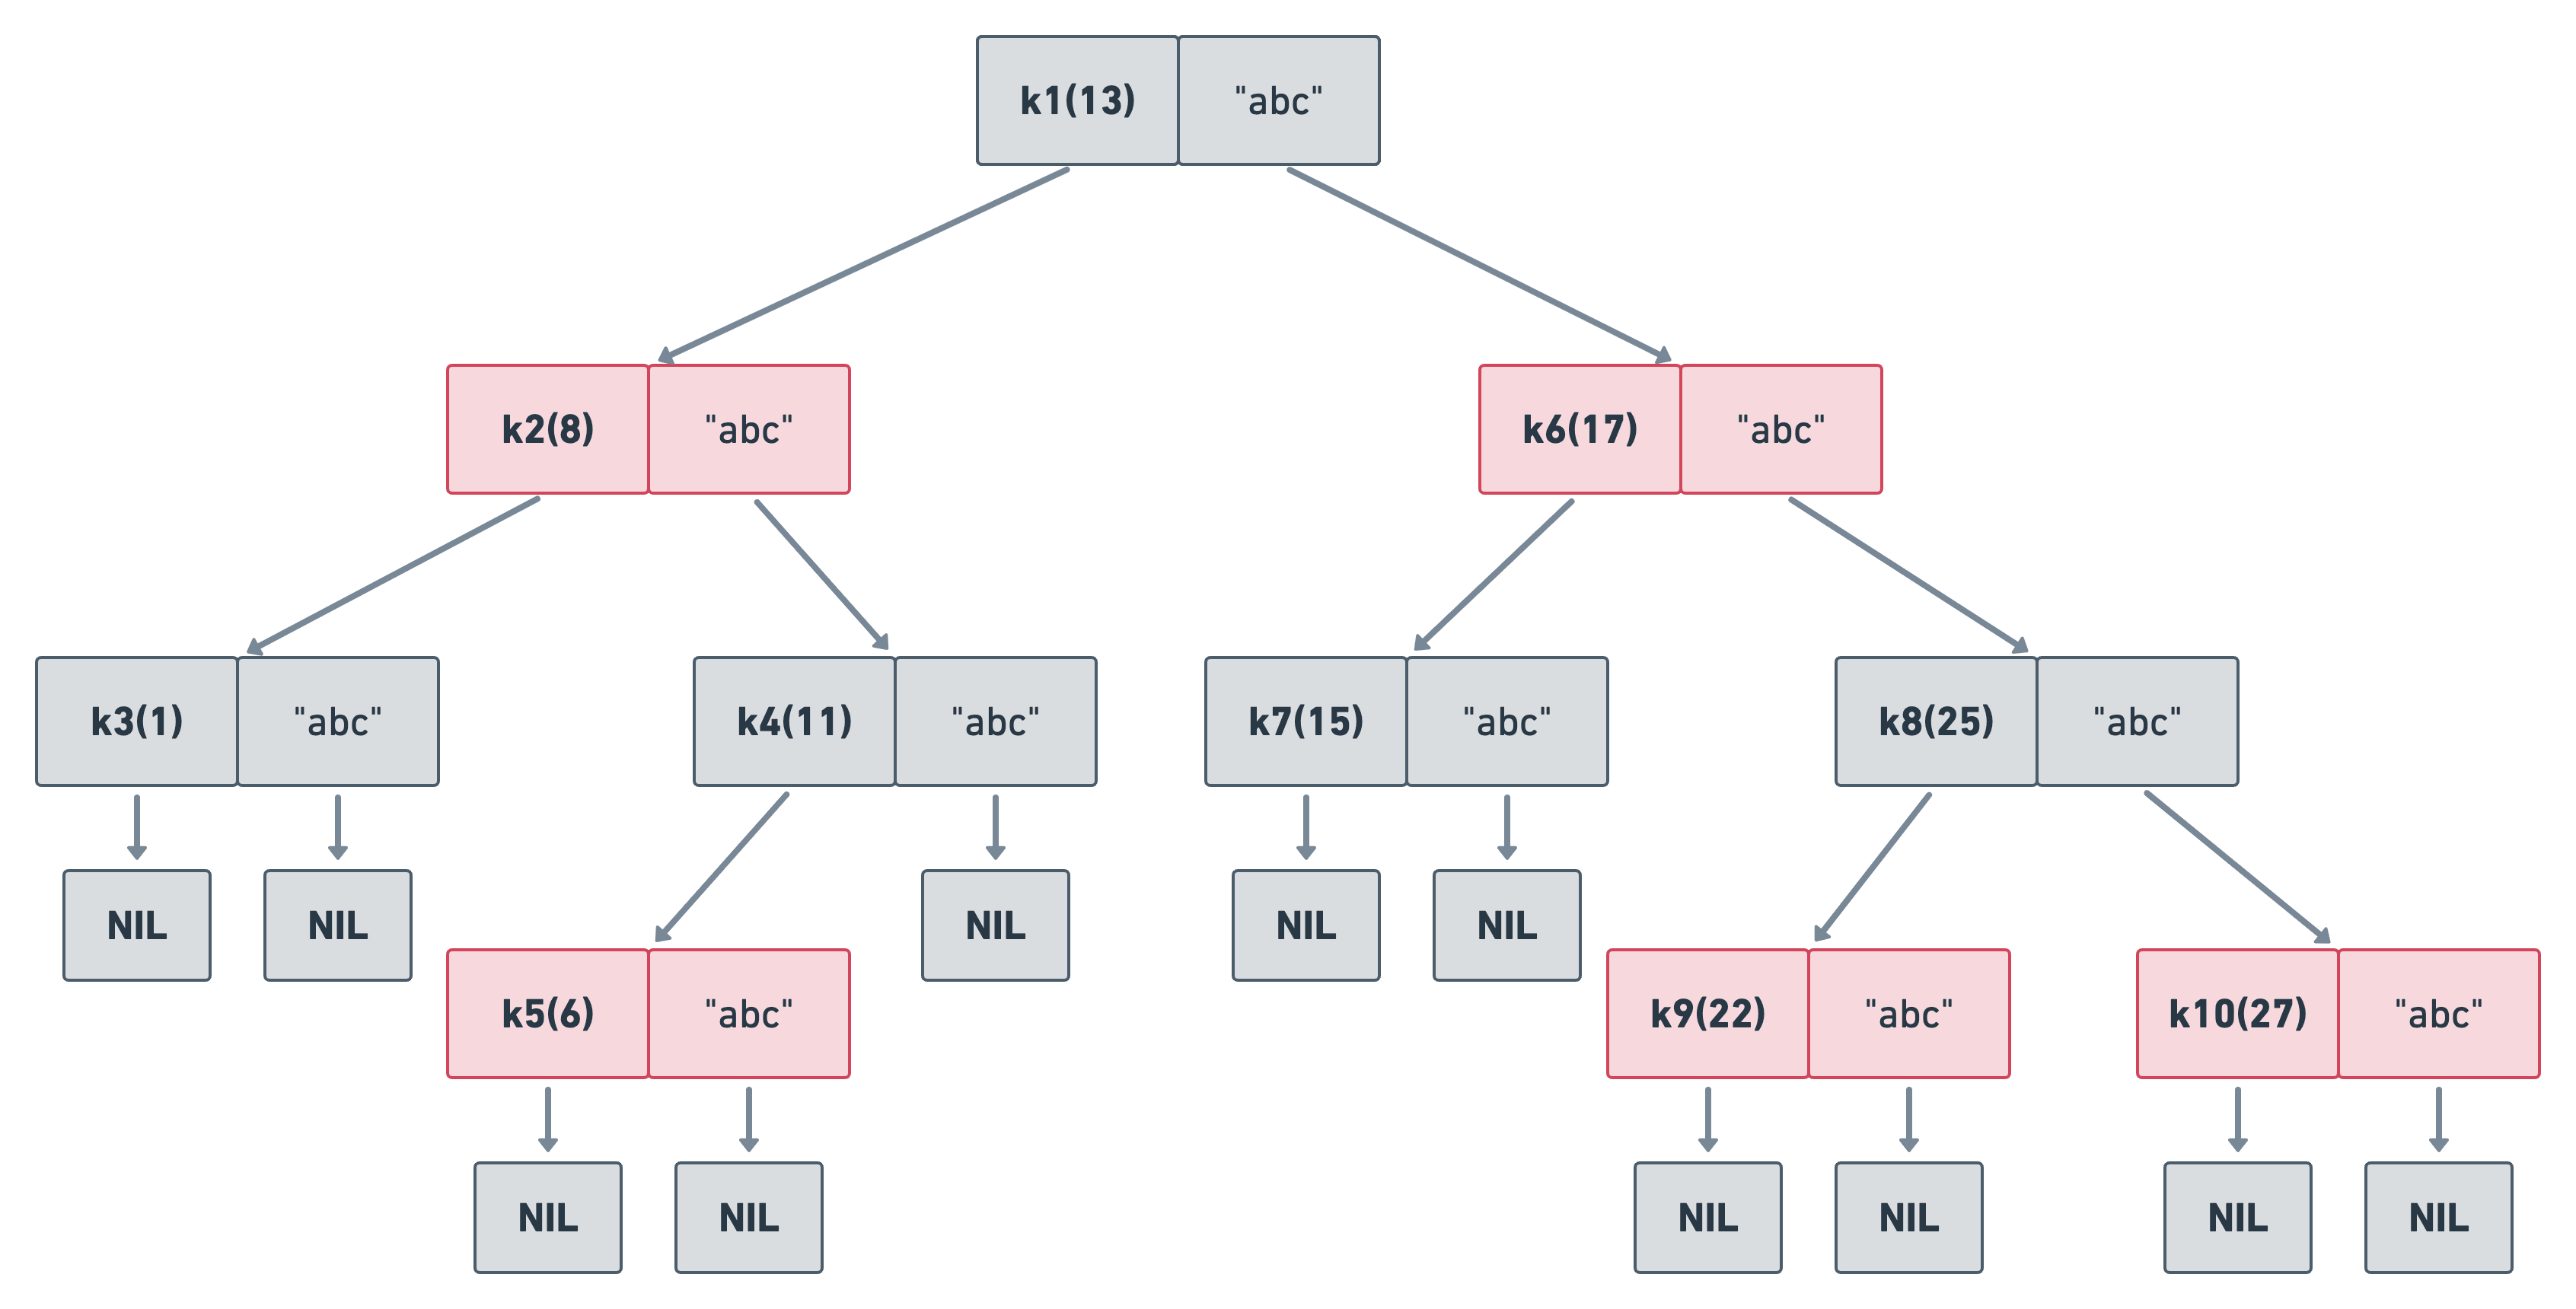 k1(13) "abc"
k2(8) "abc" k6(17) "abc"
k3(1) "abc" k4(11) "abc" k7(15) "abc" k8(25) "abc"
NIL NIL NIL NIL NIL
k5(6) "abc" k9(22) "abc" k10(27) "abc"
NIL NIL NIL NIL NIL NIL